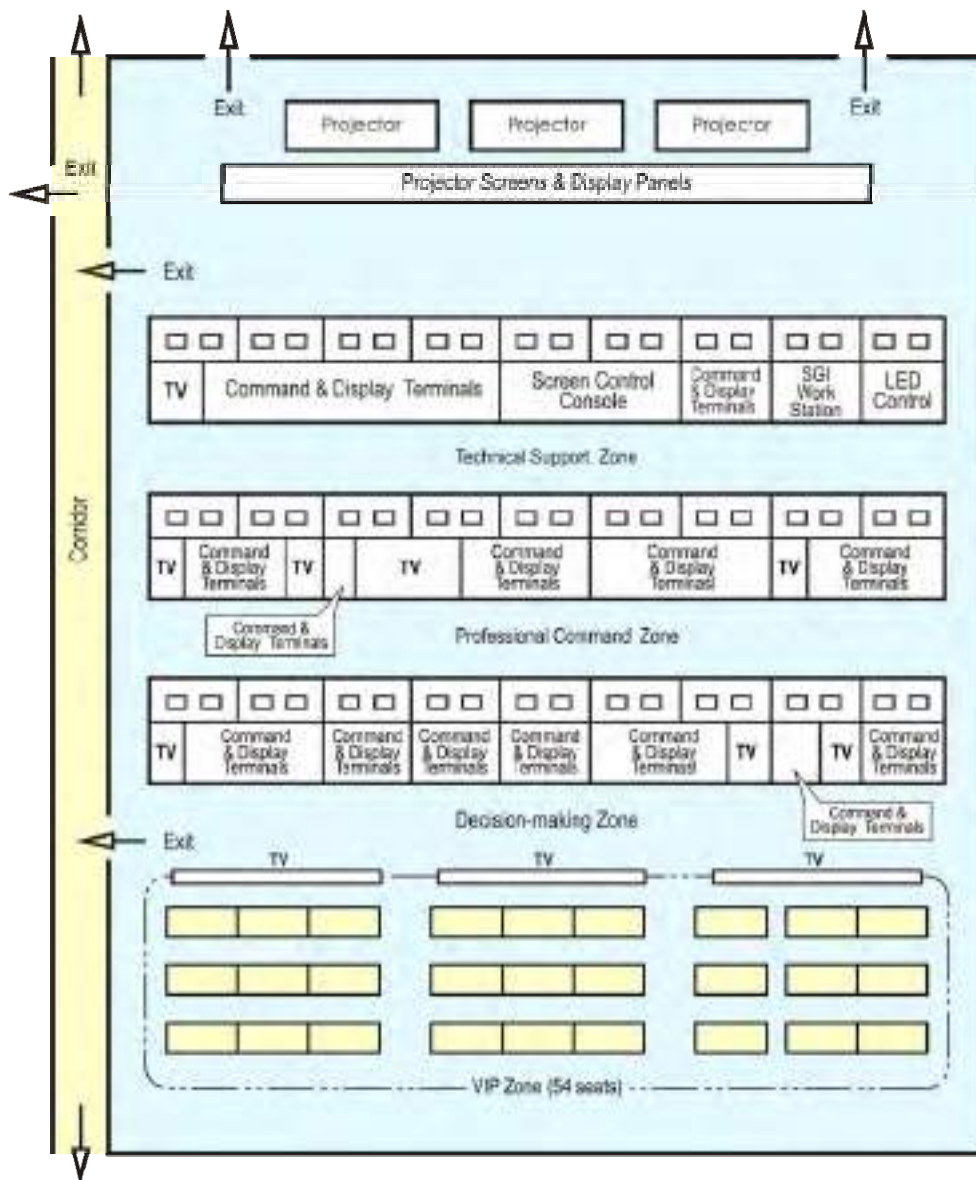 Exit
Exit
Projector
Projector
Projector
Exit
Projector Screens & Display Panels
Exit
TV
Command & Display Terminals
Screen Control
Console
Command
& Display
Terminals
SGI
Work
Station
LED
Control
Technical Support Zone
Corridor
TV
Command
& Display
Terminals
TV
TV
Command
& Display
Terminals
Command
& Display
Terminasl
TV
Command
& Display
Terminals
Command &
Display Terminals
Professional Command Zone
TV
Command
& Display
Terminals
Command
& Display
Terminals
Command
& Display
Terminals
Command
& Display
Terminals
Command
& Display
Terminasl
TV
TV
Command
& Display
Terminals
Command &
Display Terminals
Decision-making Zone
Exit
TV
TV
TV
VIP Zone (54 seats)